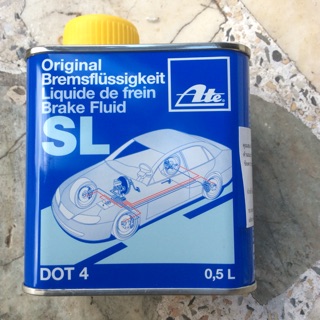 Original
Bremsflüssigkeit
Liquide de frein
Brake Fluid
SL
Ate
DOT 4
0,5 L